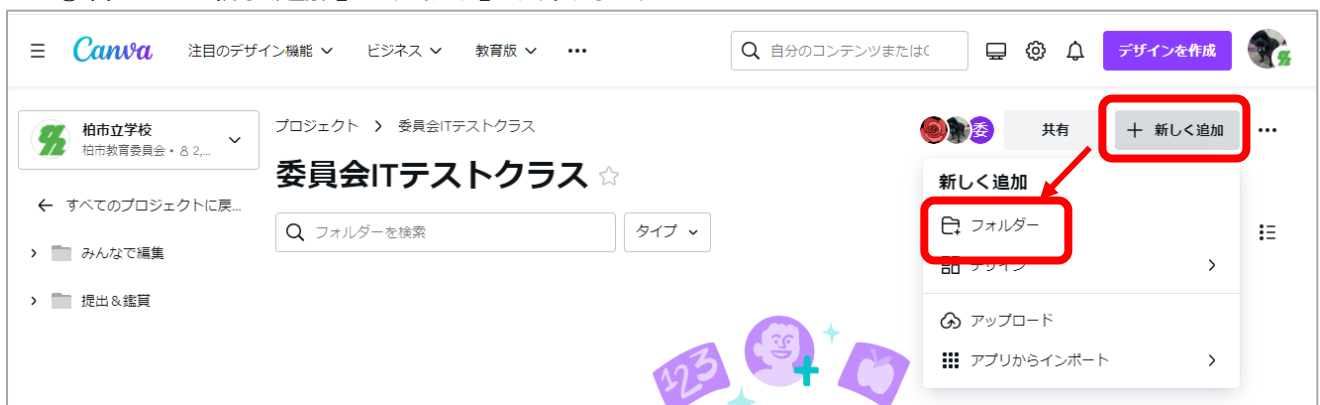 Canva
注目のデザイン機能
ビジネス
教育版
自分のコンテンツまたは
デザインを作成
柏市立学校
柏市教育委員会・
2,...
プロジェクト > 委員会ITテストクラス
委員会ITテストクラス
共有
+ 新しく追加
← すべてのプロジェクトに戻...
フォルダーを検索
タイプ
みんなで編集
提出&鑑賞
新しく追加
フォルダー
デザイン
アップロード
アプリからインポート
123